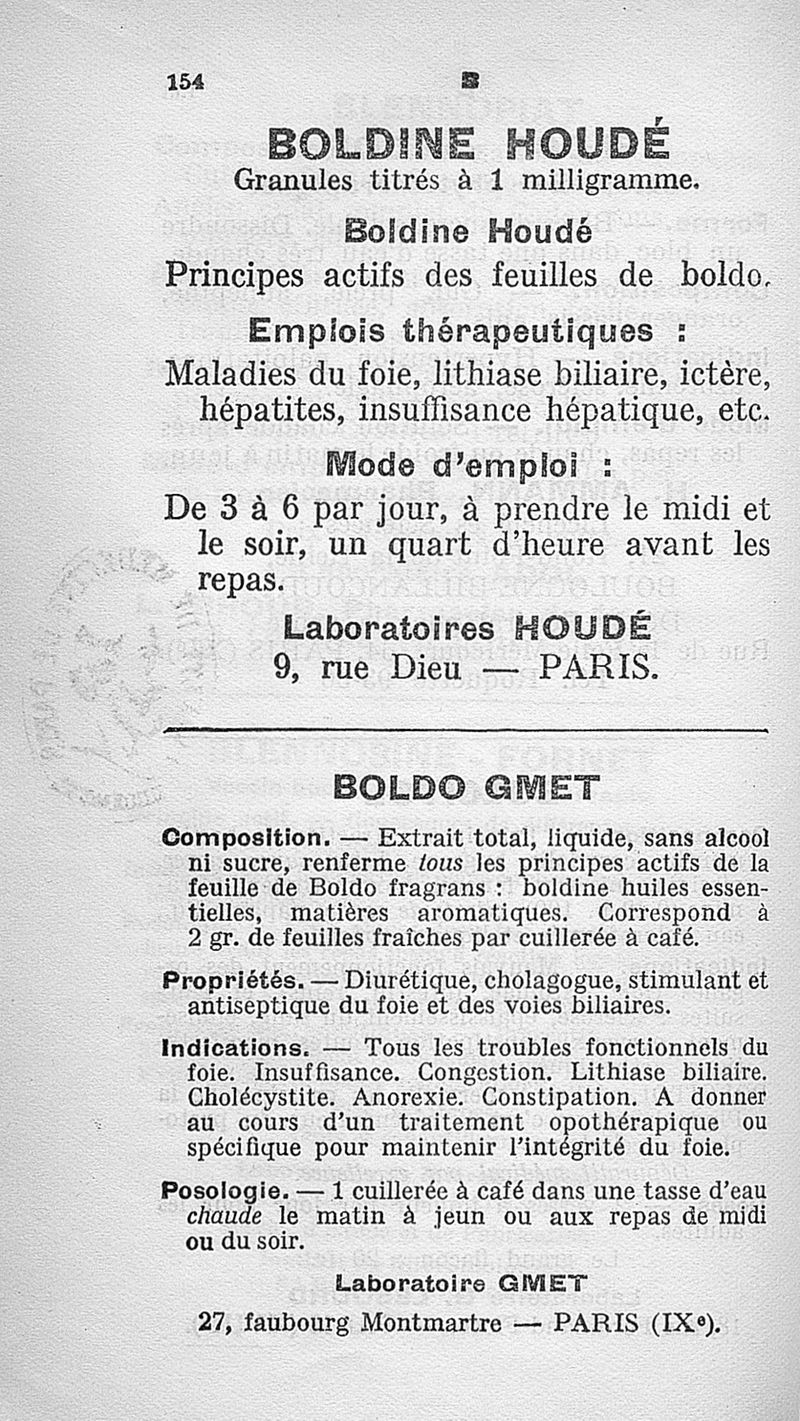 154
B
BOLDINE HOUDÉ
Granules titrés à 1 milligramme.
Boldine Houdé
Principes actifs des feuilles de boldo.
Emplois thérapeutiques :
Maladies du foie, lithiase biliaire, ictère,
hépatites, insuffisance hépatique, etc.
Mode d'emploi :
De 3 à 6 par jour, à prendre le midi et
le soir, un quart d'heure avant les
repas.
Laboratoires HOUDÉ
9, rue Dieu — PARIS.
BOLDO GMET
Composition. — Extrait total, liquide, sans alcool
ni sucre, renferme tous les principes actifs de la
feuille de Boldo fragrans : boldine huiles essen-
tielles, matières aromatiques. Correspond à
2 gr. de feuilles fraîches par cuillerée à café.
Propriétés. — Diurétique, cholagogue, stimulant et
antiseptique du foie et des voies biliaires.
Indications. — Tous les troubles fonctionnels du
foie. Insuffisance. Congestion. Lithiase biliaire.
Cholécystite. Anorexie. Constipation. A donner
au cours d'un traitement opothérapique ou
spécifique pour maintenir l'intégrité du foie.
Posologie. — 1 cuillerée à café dans une tasse d'eau
chaude le matin à jeun ou aux repas de midi
ou du soir.
Laboratoire GMET
27, faubourg Montmartre — PARIS (IXe).